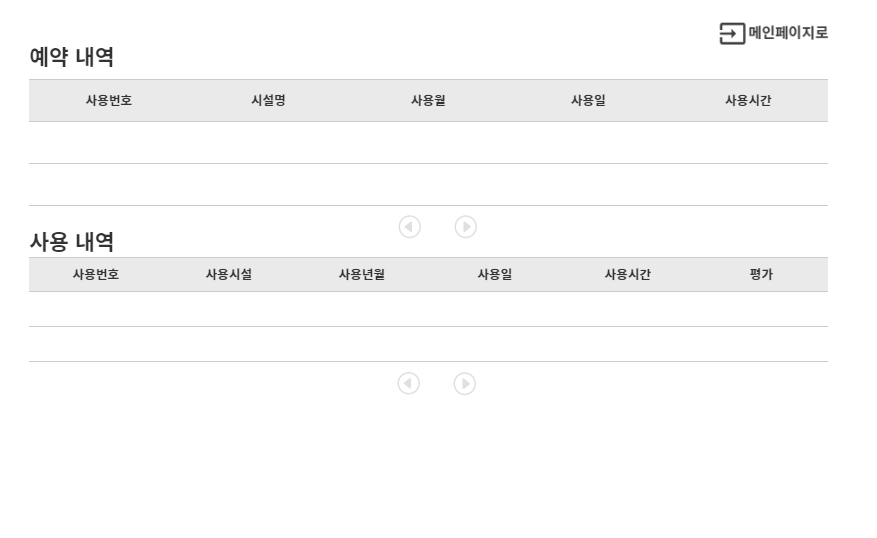 메인페이지로
예약 내역
사용번호 시설명 사용월 사용일 사용시간
사용 내역
사용번호 사용시설 사용년월 사용일 사용시간 평가